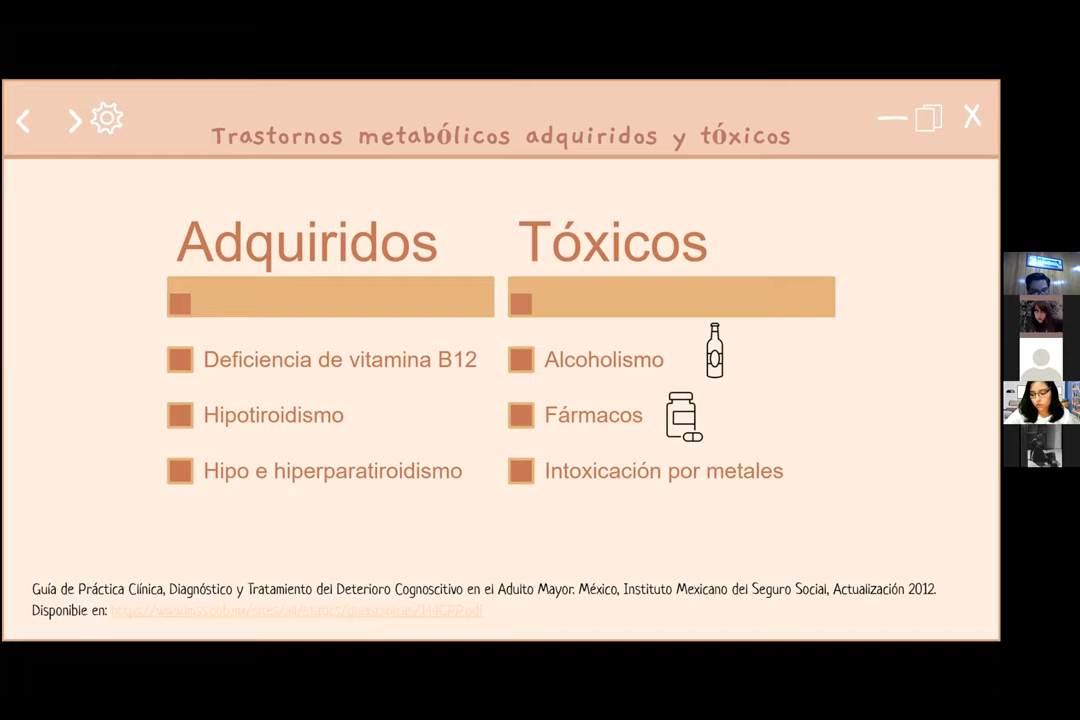 Trastornos metabólicos adquiridos y tóxicos
Adquiridos
Deficiencia de vitamina B12
Hipotiroidismo
Hipo e hiperparatiroidismo
Tóxicos
Alcoholismo
Fármacos
Intoxicación por metales
Guía de Práctica Clínica, Diagnóstico y Tratamiento del Deterioro Cognoscitivo en el Adulto Mayor. México, Instituto Mexicano del Seguro Social, Actualización 2012.
Disponible en: